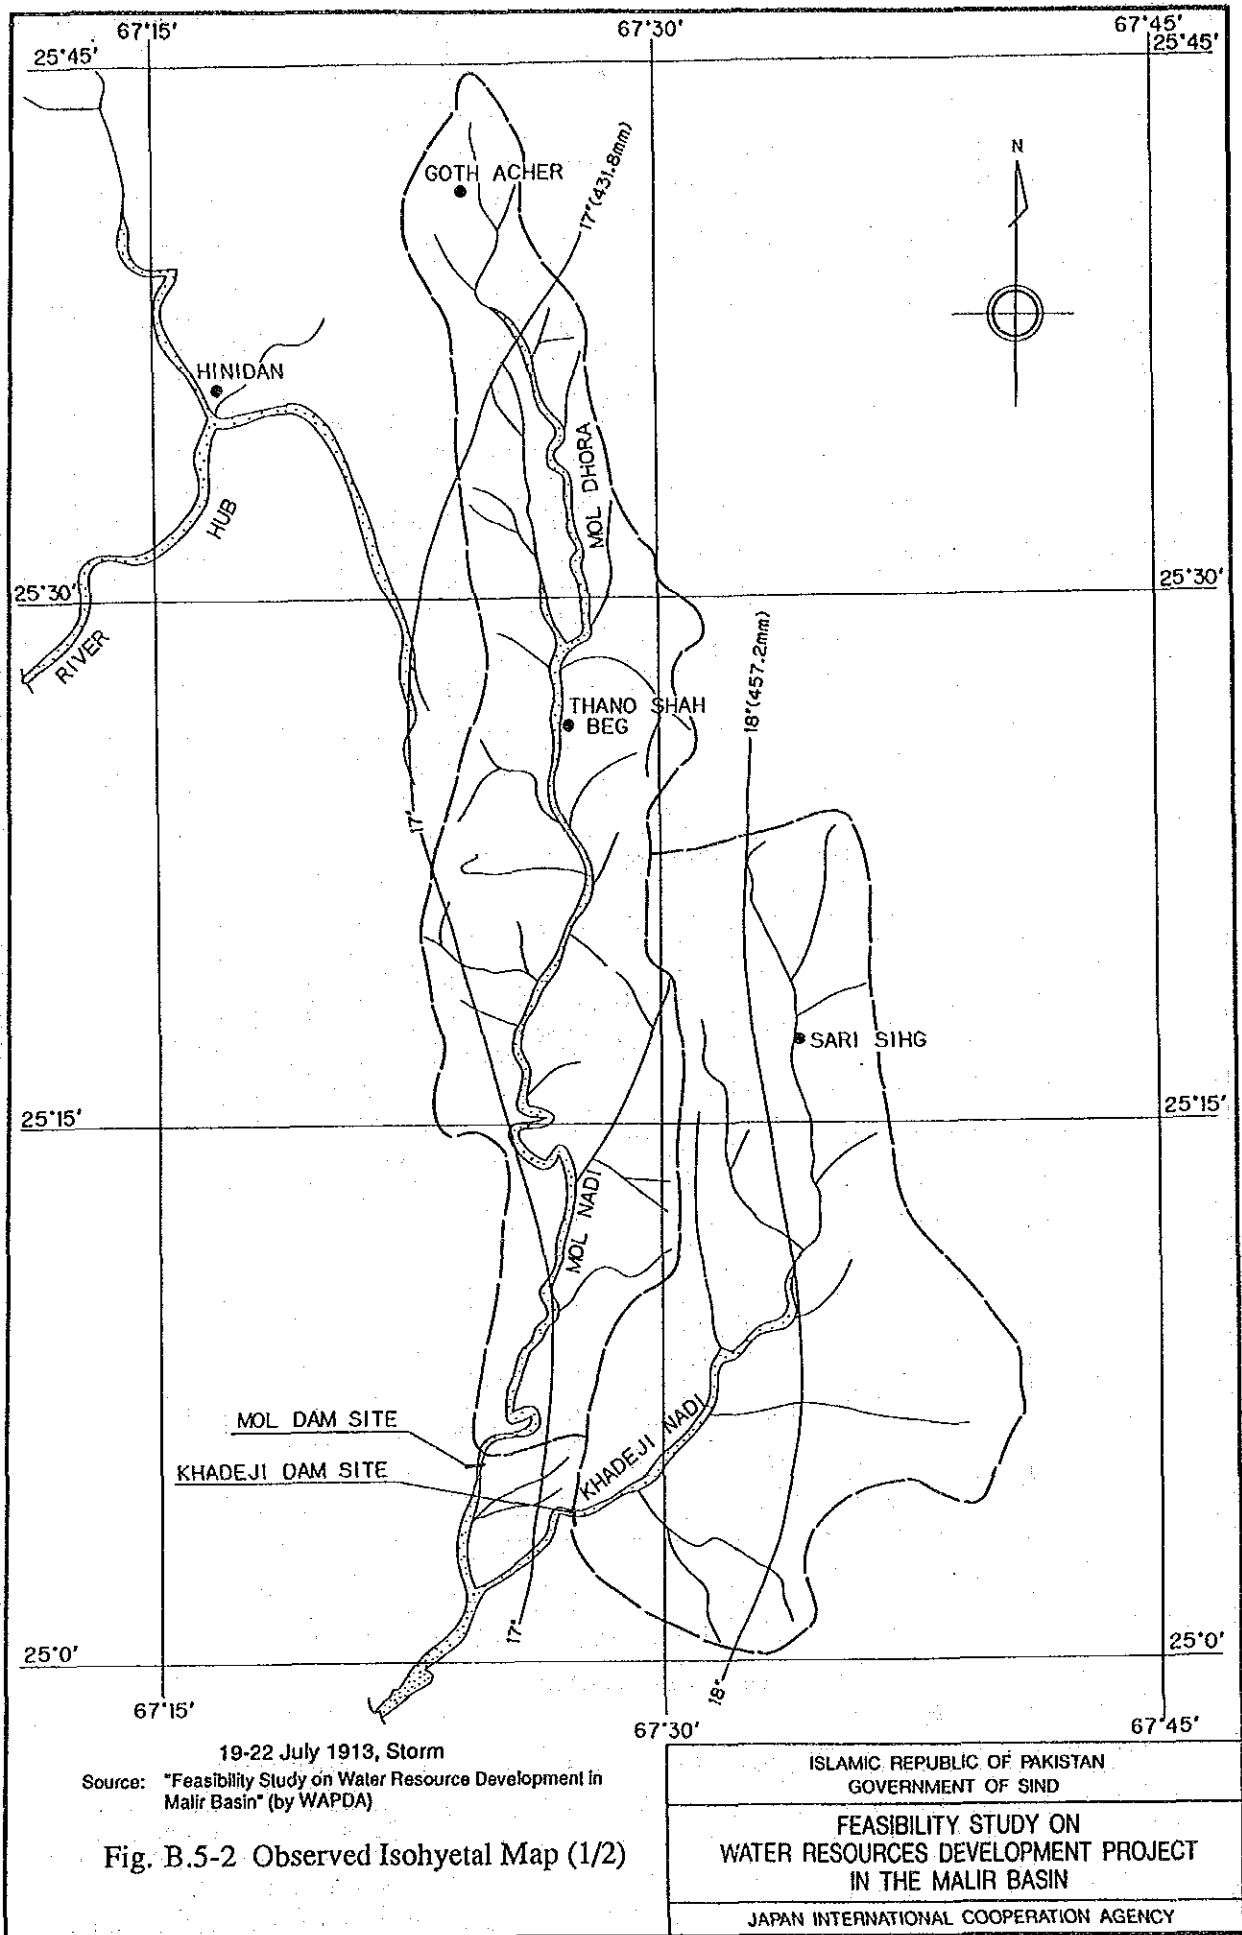 67°15'
67°30'
67°45'
25°45'
25°45'
N
GOTH ACHER
17"(431.8mm)
HINIDAN
MOL DHORA
HUB
25°30'
25°30'
RIVER
18"(457.2mm)
THANO SHAH
BEG
17"
SARI SIHG
25°15'
25°15'
MOL NADI
MOL DAM SITE
KHADEJI NADI
KHADEJI DAM SITE
17"
25°0'
25°0'
18"
67°15'
67°30'
67°45'
19-22 July 1913, Storm
Source: "Feasibility Study on Water Resource Development in
Malir Basin" (by WAPDA)
Fig. B.5-2 Observed Isohyetal Map (1/2)
ISLAMIC REPUBLIC OF PAKISTAN
GOVERNMENT OF SIND
FEASIBILITY STUDY ON
WATER RESOURCES DEVELOPMENT PROJECT
IN THE MALIR BASIN
JAPAN INTERNATIONAL COOPERATION AGENCY